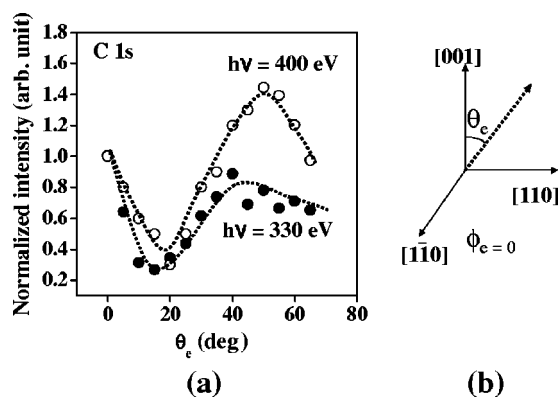 Normalized intensity (arb. unit)
1.8
1.6
1.4
1.2
1.0
0.8
0.6
0.4
0.2
C 1s
hν = 400 eV
hν = 330 eV
0 20 40 60 80
θe (deg)
(a)
[001]
θe
[110]
[11̄0]
ϕe = 0
(b)